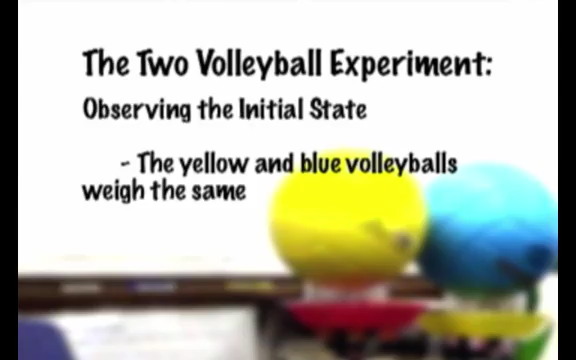 The Two Volleyball Experiment:
Observing the Initial State
- The yellow and blue volleyballs
weigh the same